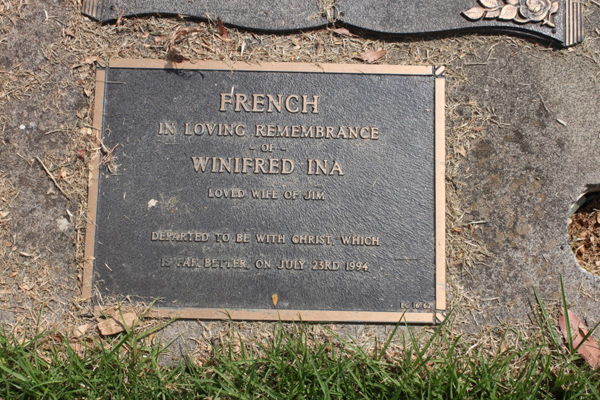 FRENCH
IN LOVING REMEMBRANCE
- OF -
WINIFRED INA
LOVED WIFE OF JIM
DEPARTED TO BE WITH CHRIST, WHICH
IS FAR BETTER, ON JULY 23RD 1994